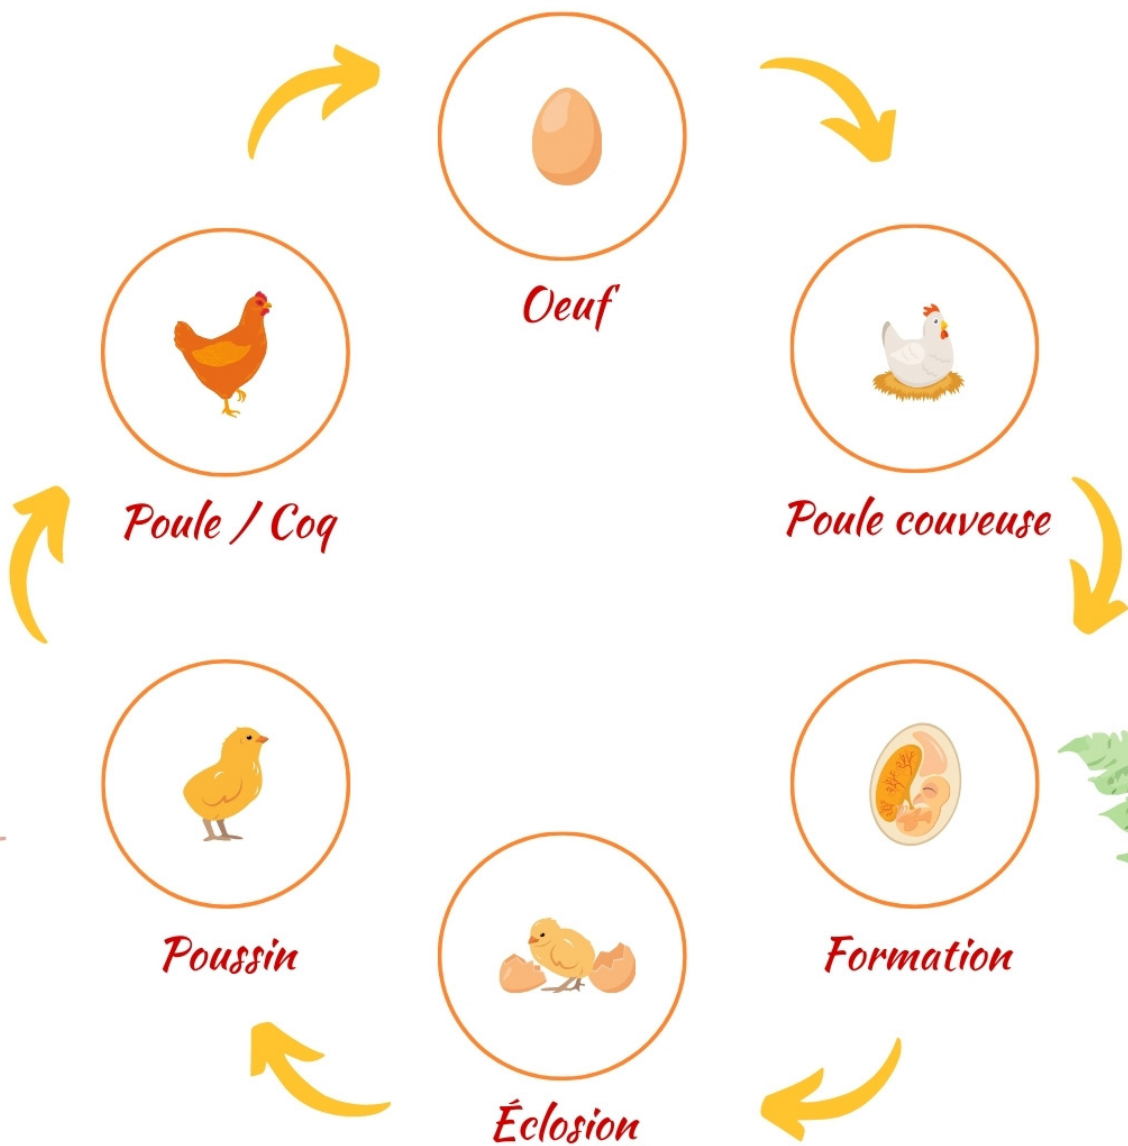 Oeuf
Poule / Coq
Poule couveuse
Poussin
Formation
Éclosion